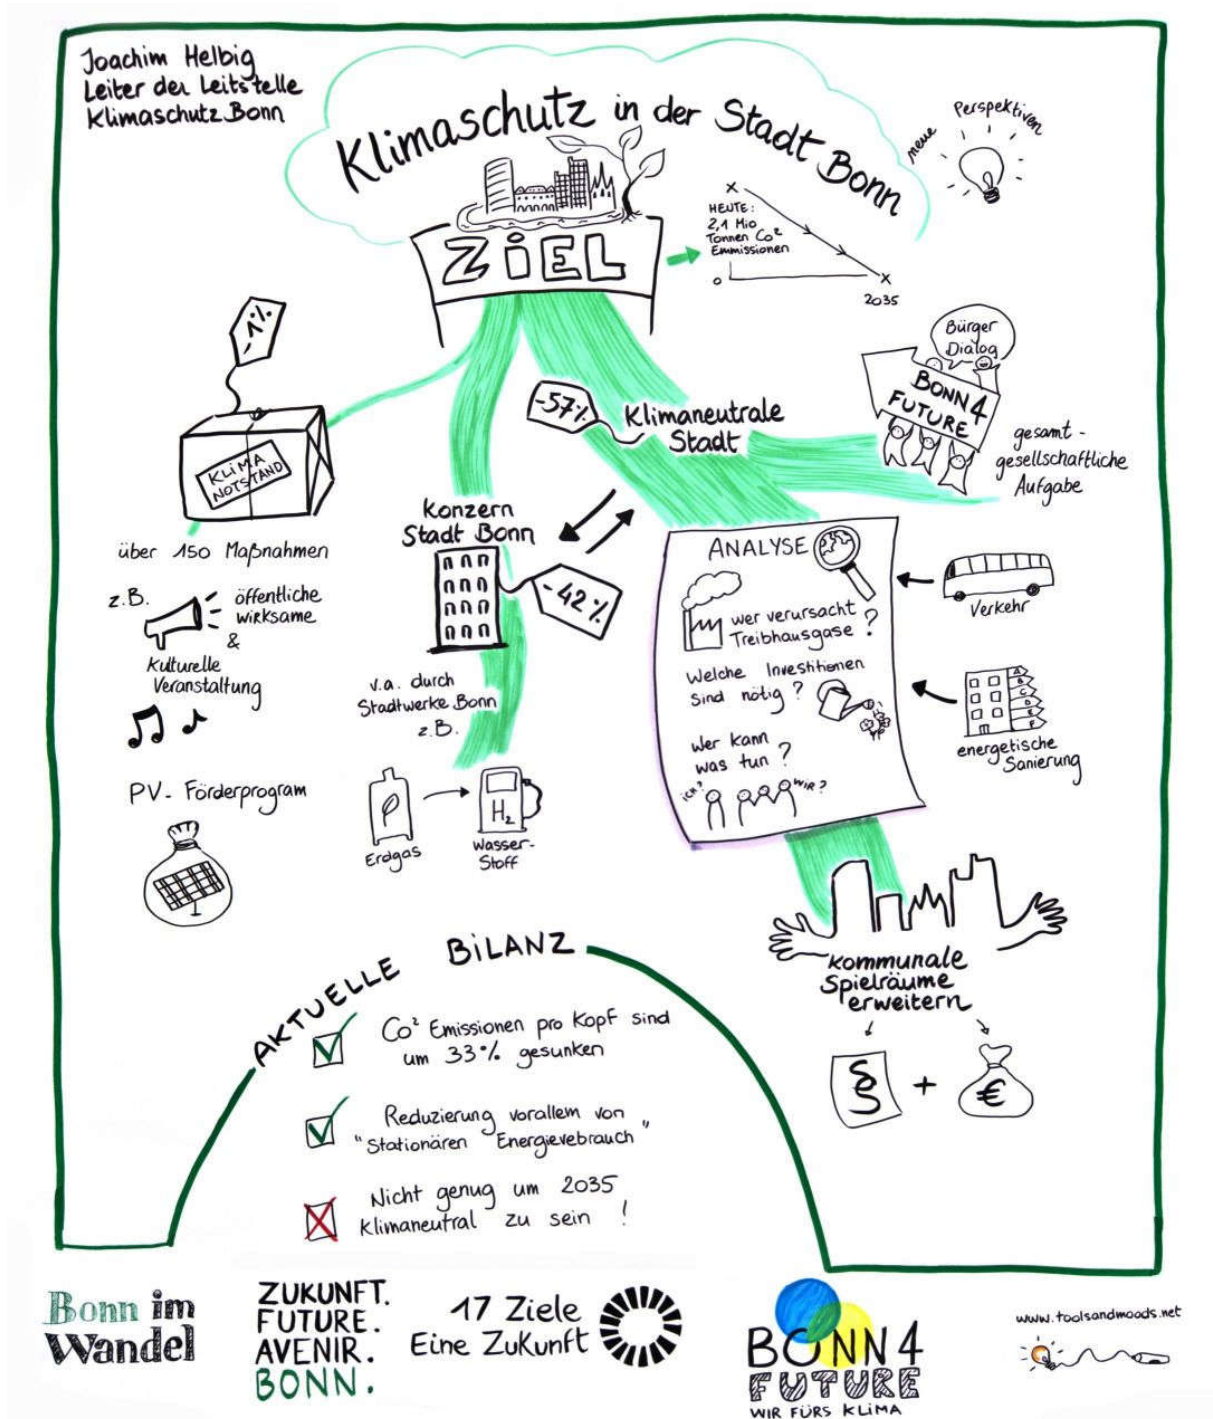 Joachim Helbig
Leiter der Leitstelle
Klimaschutz Bonn
Klimaschutz in der Stadt Bonn
neue Perspektiven
ZiEL
HEUTE:
2,1 Mio
Tonnen Co²
Emmissionen
0
2035
-1%
KLiMA
NOTSTAND
über 150 Maßnahmen
z.B.
öffentliche
wirksame
&
Kulturelle
Veranstaltung
PV- Förderprogram
Konzern
Stadt Bonn
-42%
v.a. durch
Stadtwerke Bonn
z.B.
Erdgas
H₂
Wasser-
Stoff
-57%
Klimaneutrale
Stadt
Bürger
Dialog
BONN 4
FUTURE
gesamt-
gesellschaftliche
Aufgabe
ANALYSE
wer verursacht
Treibhausgase?
Welche Investitionen
sind nötig?
Wer kann
was tun?
iCH?
WiR?
Verkehr
A
B
C
D
E
F
energetische
Sanierung
kommunale
Spielräume
erweitern
§ + €
AKTUELLE BiLANZ
Co² Emissionen pro Kopf sind
um 33% gesunken
Reduzierung vorallem von
"Stationären Energievebrauch"
Nicht genug um 2035
klimaneutral zu sein!
Bonn im
Wandel
ZUKUNFT.
FUTURE.
AVENIR.
BONN.
17 Ziele
Eine Zukunft
BONN 4
FUTURE
WIR FÜRS KLiMA
www.toolsandmoods.net